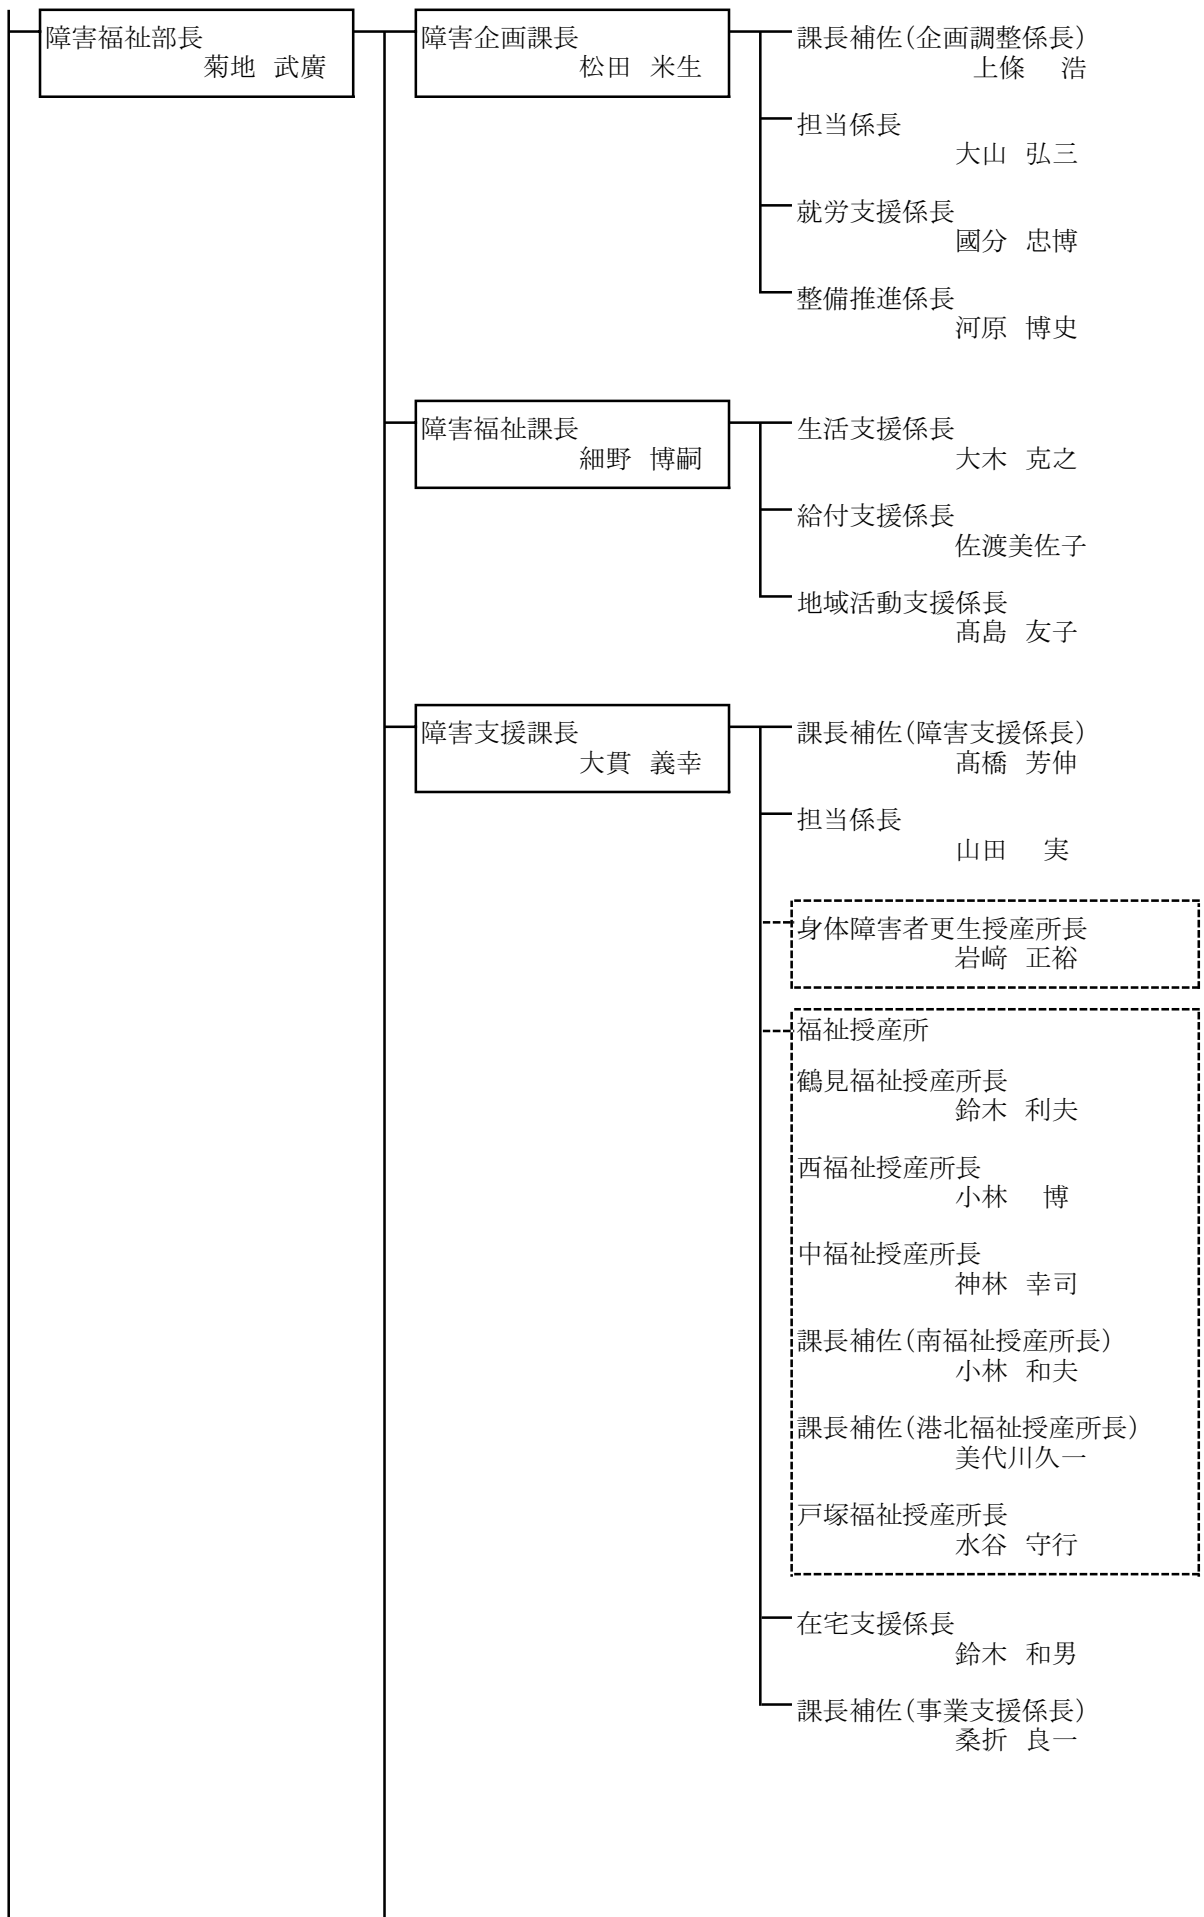 障害福祉部長
菊地 武廣
障害企画課長
松田 米生
課長補佐(企画調整係長)
上條 浩
担当係長
大山 弘三
就労支援係長
國分 忠博
整備推進係長
河原 博史
障害福祉課長
細野 博嗣
生活支援係長
大木 克之
給付支援係長
佐渡美佐子
地域活動支援係長
髙島 友子
障害支援課長
大貫 義幸
課長補佐(障害支援係長)
髙橋 芳伸
担当係長
山田 実
身体障害者更生授産所長
岩﨑 正裕
福祉授産所
鶴見福祉授産所長
鈴木 利夫
西福祉授産所長
小林 博
中福祉授産所長
神林 幸司
課長補佐(南福祉授産所長)
小林 和夫
課長補佐(港北福祉授産所長)
美代川久一
戸塚福祉授産所長
水谷 守行
在宅支援係長
鈴木 和男
課長補佐(事業支援係長)
桑折 良一